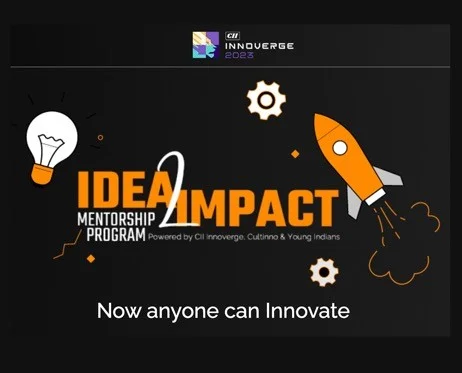 CII
INNOVERGE
2023
IDEA 2 IMPACT
MENTORSHIP
PROGRAM
Powered by CII Innoverge, Cultinno & Young Indians
Now anyone can Innovate